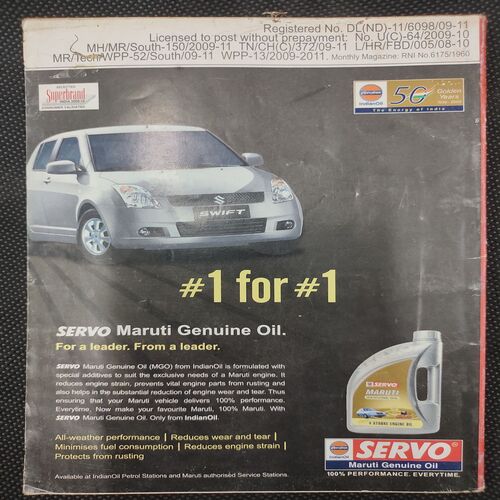 Registered No. DL(ND)-11/6098/09-11
Licensed to post without prepayment: No. U(C)-64/2009-10
MH/MR/South-150/2009-11 TN/CH(C)/372/09-11 L/HR/FBD/005/08-10
MR/Tech/WPP-52/South/09-11 WPP-13/2009-2011. Monthly Magazine: RNI No.6175/1960
Superbrand
IndianOil
50 Golden Years
The Energy of India
SWIFT
#1 for #1
SERVO Maruti Genuine Oil.
For a leader. From a leader.
SERVO Maruti Genuine Oil (MGO) from IndianOil is formulated with
special additives to suit the exclusive needs of a Maruti engine. It
reduces engine strain, prevents vital engine parts from rusting and
also helps in the substantial reduction of engine wear and tear. Thus
ensuring that your Maruti vehicle delivers 100% performance.
Everytime, Now make your favourite Maruti, 100% Maruti. With
SERVO Maruti Genuine Oil. Only from IndianOil.
All-weather performance | Reduces wear and tear |
Minimises fuel consumption | Reduces engine strain |
Protects from rusting
Available at IndianOil Petrol Stations and Maruti authorised Service Stations.
SERVO
MARUTI
4 STROKE ENGINE OIL
IndianOil
SERVO
Maruti Genuine Oil
100% PERFORMANCE. EVERYTIME.